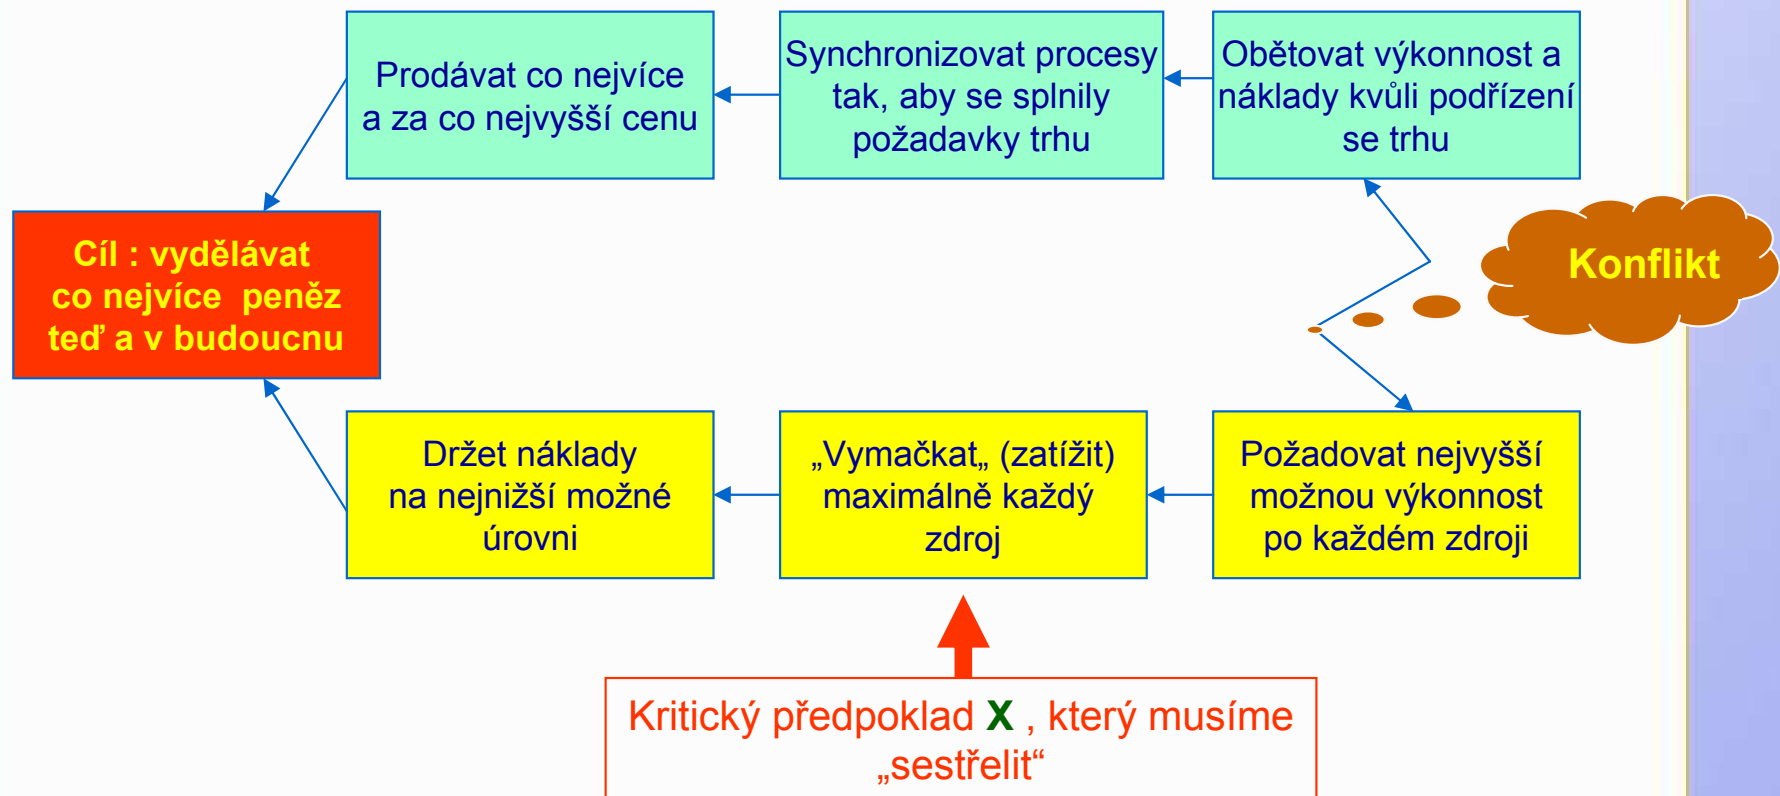 Prodávat co nejvíce
a za co nejvyšší cenu
Synchronizovat procesy
tak, aby se splnily
požadavky trhu
Obětovat výkonnost a
náklady kvůli podřízení
se trhu
Cíl : vydělávat
co nejvíce  peněz
teď a v budoucnu
Konflikt
Držet náklady
na nejnižší možné
úrovni
„Vymačkat„ (zatížit)
maximálně každý
zdroj
Požadovat nejvyšší
možnou výkonnost
po každém zdroji
Kritický předpoklad X , který musíme
„sestřelit“